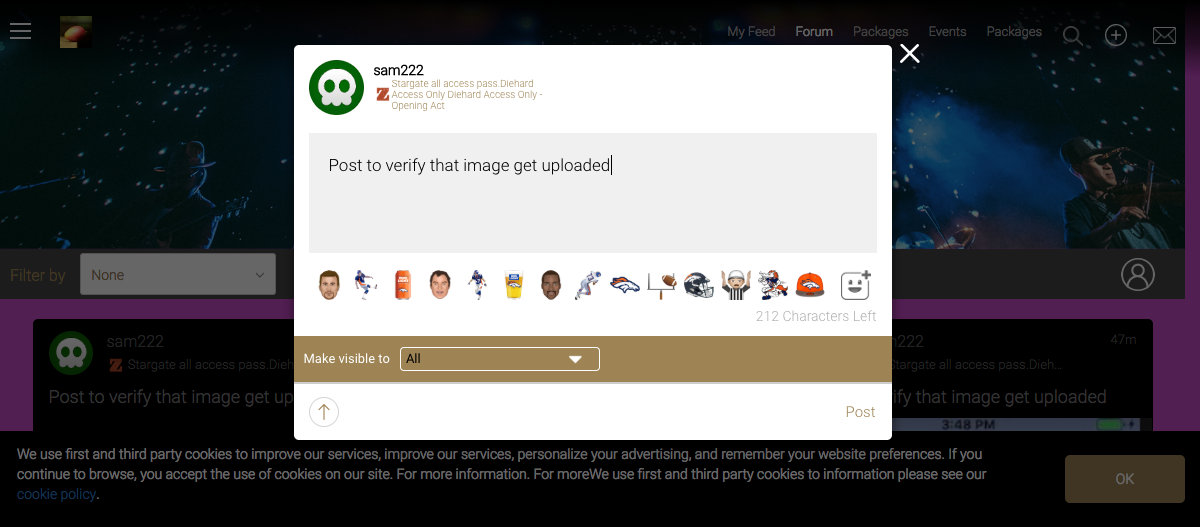 My Feed Forum Packages Events Packages
sam222
Stargate all access pass.Diehard
Access Only Diehard Access Only -
Opening Act
Post to verify that image get uploaded
Filter by None
212 Characters Left
Make visible to All
Post
sam222
Stargate all access pass.Dieh
Post to verify that image get up
222 47m
gate all access pass.Dieh...
ify that image get uploaded
3:48 PM
We use first and third party cookies to improve our services, improve our services, personalize your advertising, and remember your website preferences. If you
continue to browse, you accept the use of cookies on our site. For more information. For moreWe use first and third party cookies to information please see our
cookie policy.
OK